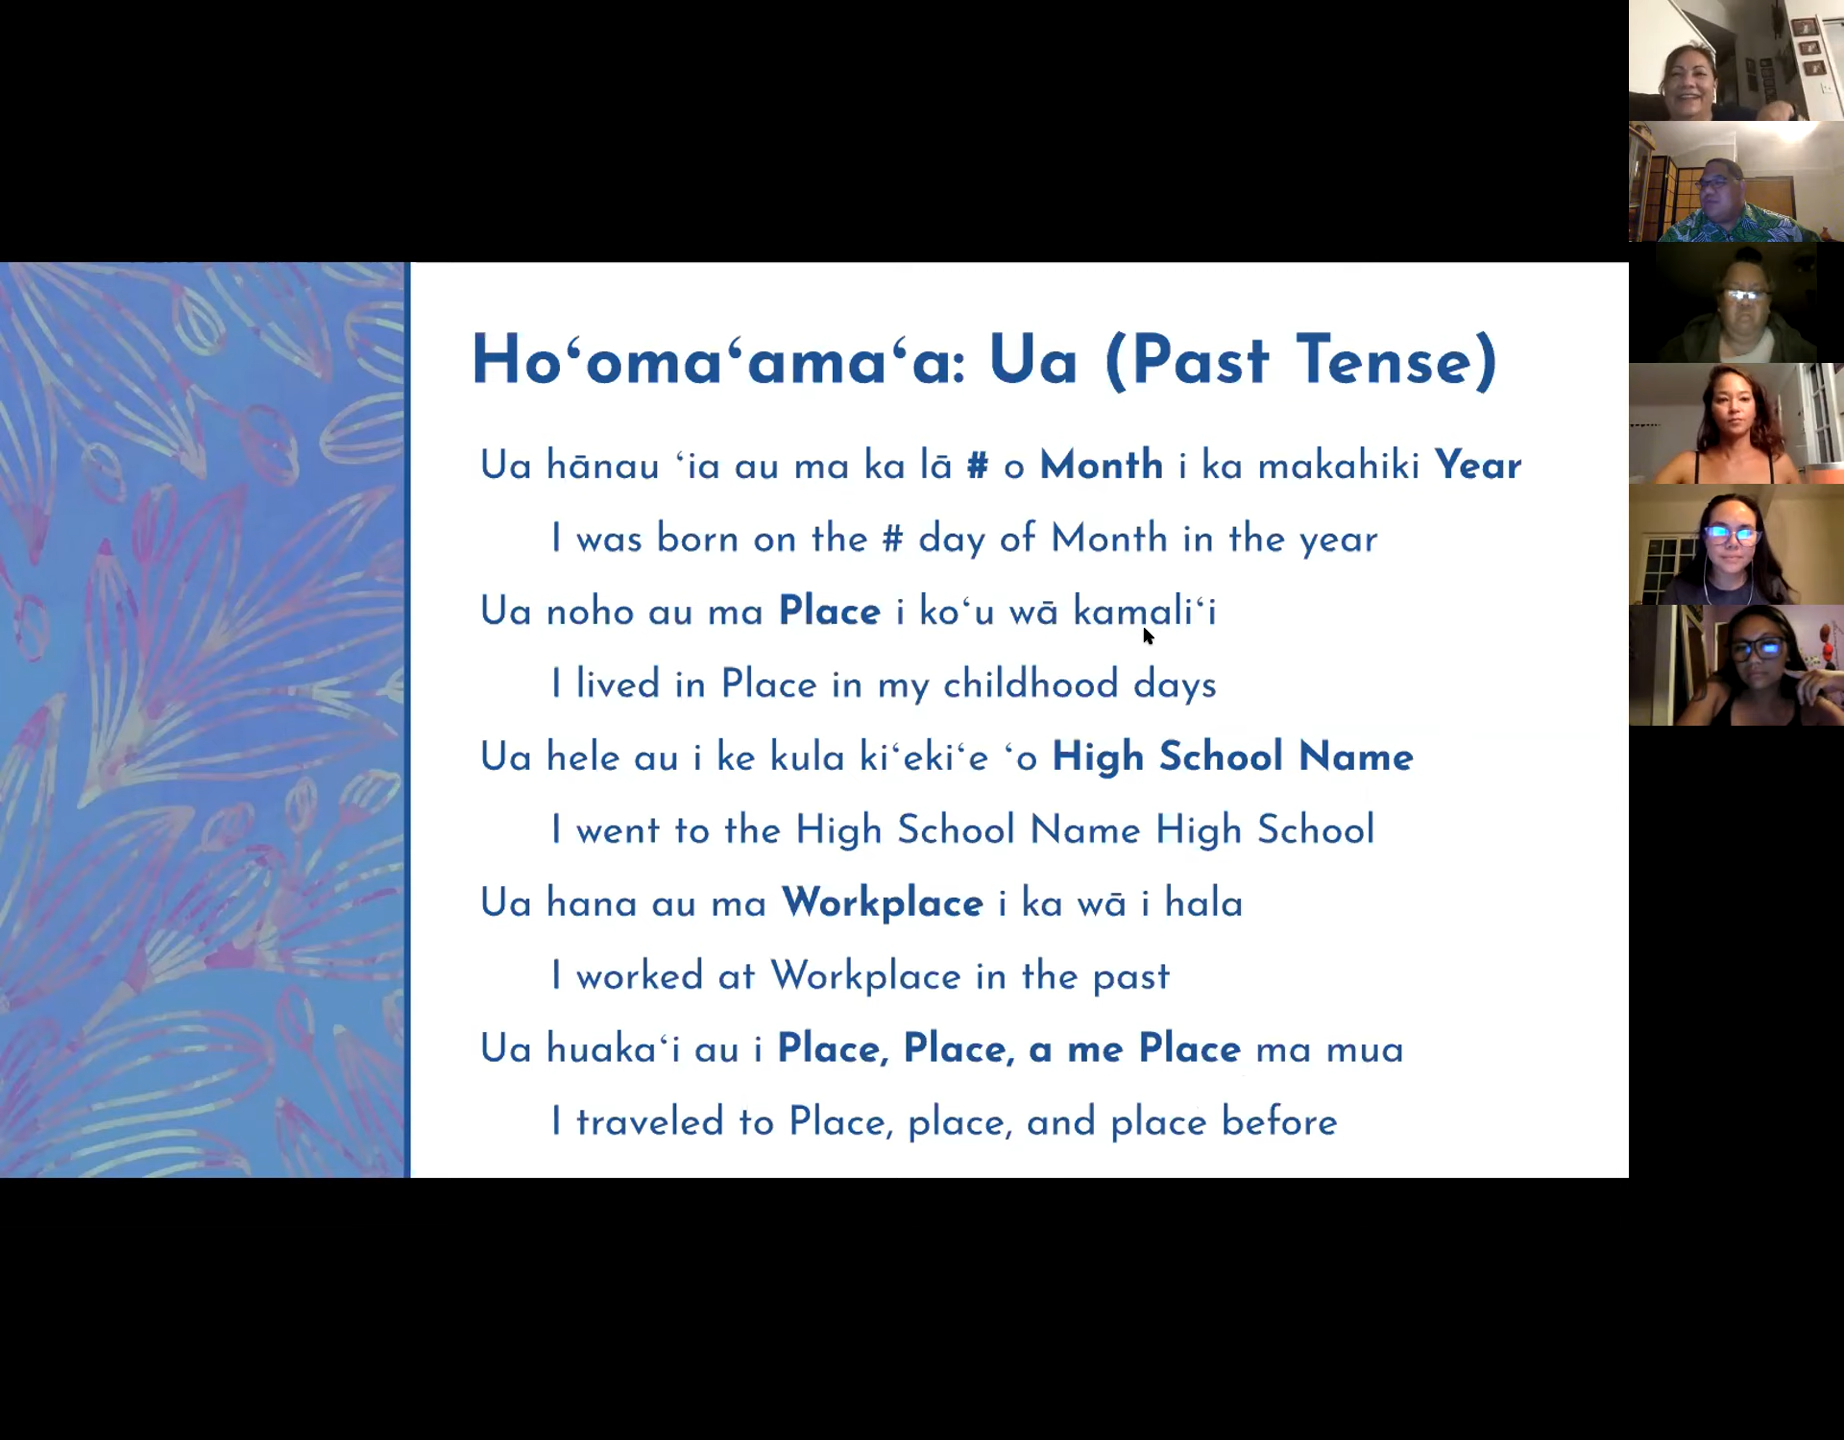 Hoʻomaʻamaʻa: Ua (Past Tense)
Ua hānau ʻia au ma ka lā # o Month i ka makahiki Year
I was born on the # day of Month in the year
Ua noho au ma Place i koʻu wā kamaliʻi
I lived in Place in my childhood days
Ua hele au i ke kula kiʻekiʻe ʻo High School Name
I went to the High School Name High School
Ua hana au ma Workplace i ka wā i hala
I worked at Workplace in the past
Ua huakaʻi au i Place, Place, a me Place ma mua
I traveled to Place, place, and place before